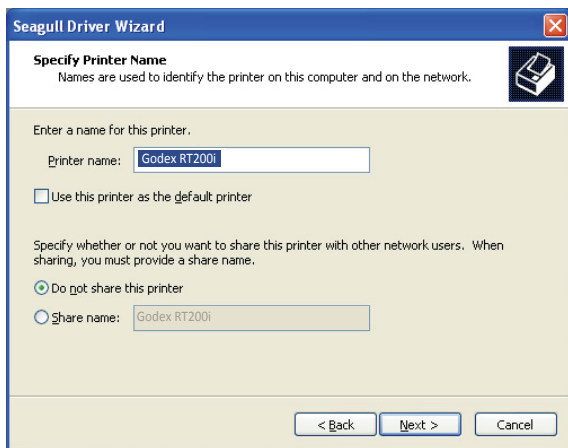 Seagull Driver Wizard
Specify Printer Name
Names are used to identify the printer on this computer and on the network.
Enter a name for this printer.
Printer name: Godex RT200i
Use this printer as the default printer
Specify whether or not you want to share this printer with other network users. When
sharing, you must provide a share name.
Do not share this printer
Share name: Godex RT200i
< Back Next > Cancel